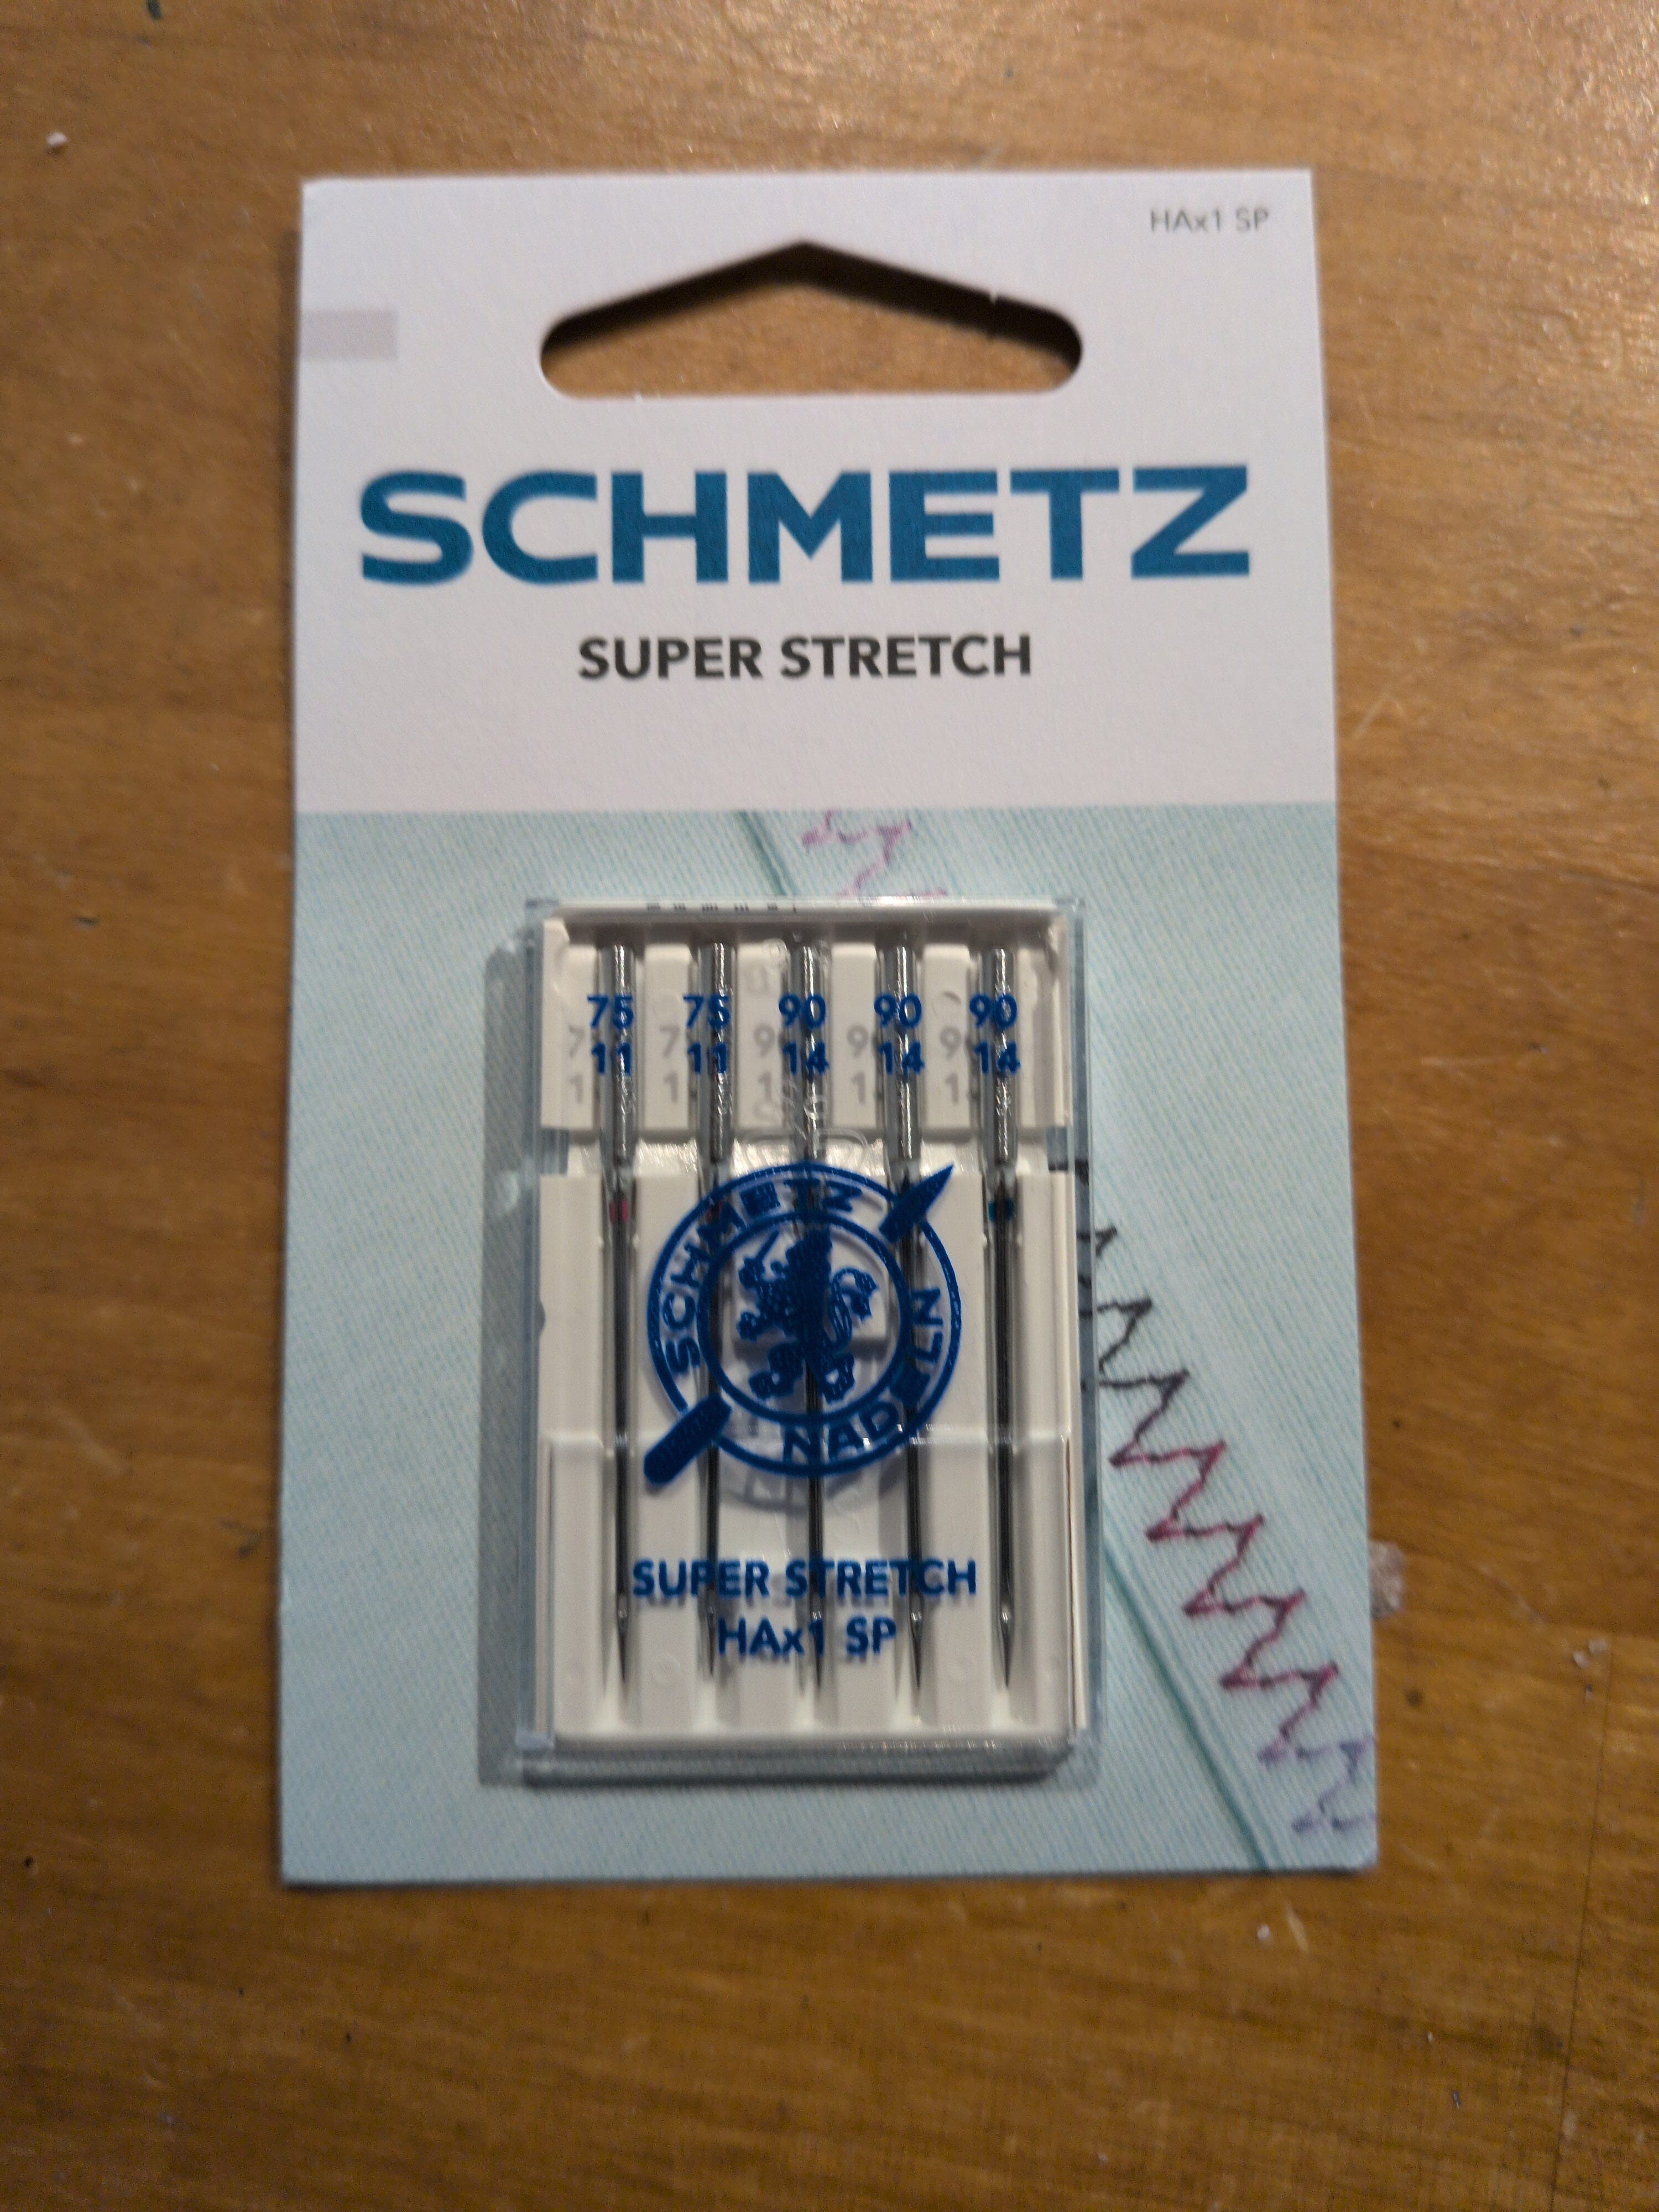 HAx1 SP
SCHMETZ
SUPER STRETCH
75 75 90 90 90
11 11 14 14 14
SCHMETZ
NADELN
SUPER STRETCH
HAx1 SP